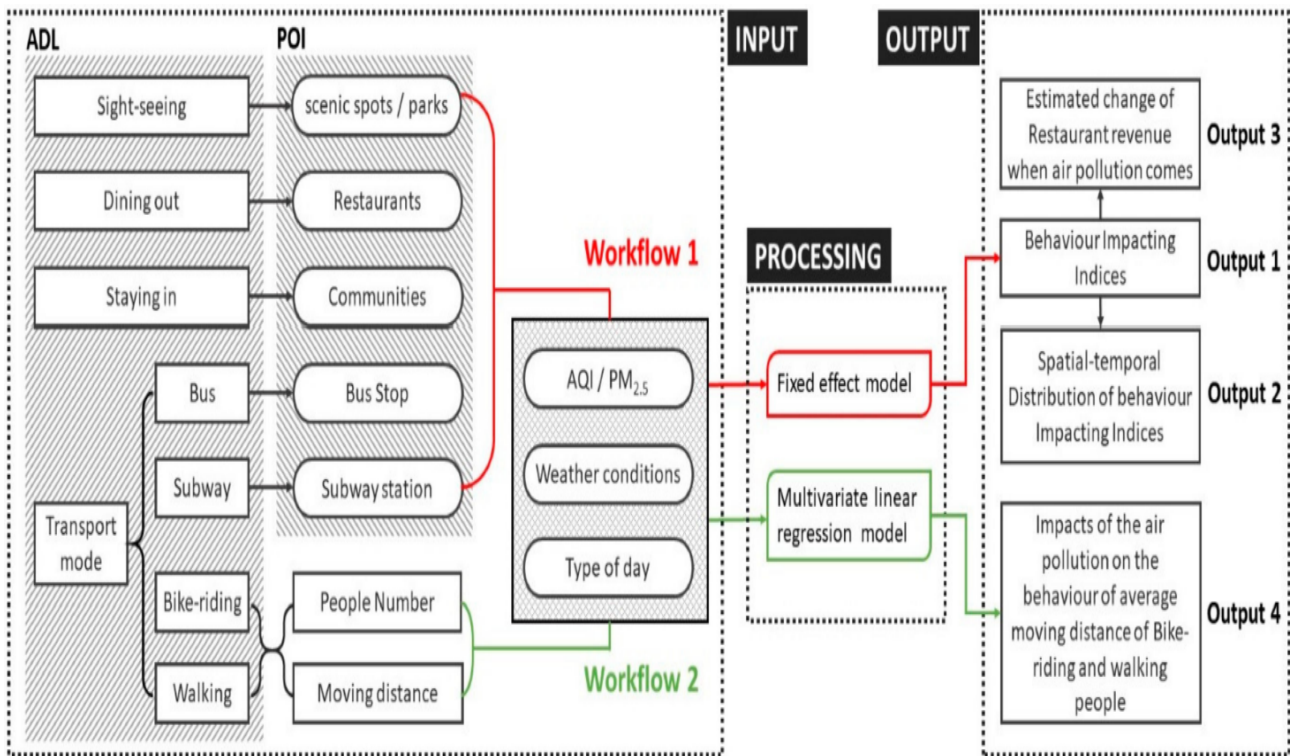 ADL
POI
INPUT
OUTPUT
Sight-seeing
scenic spots / parks
Dining out
Restaurants
Staying in
Communities
Bus
Bus Stop
Subway
Subway station
Transport
mode
Bike-riding
People Number
Walking
Moving distance
Workflow 1
AQI / PM2.5
Weather conditions
Type of day
Workflow 2
PROCESSING
Fixed effect model
Multivariate linear
regression model
Estimated change of
Restaurant revenue
when air pollution comes
Output 3
Behaviour Impacting
Indices
Output 1
Spatial-temporal
Distribution of behaviour
Impacting Indices
Output 2
Impacts of the air
pollution on the
behaviour of average
moving distance of Bike-
riding and walking
people
Output 4